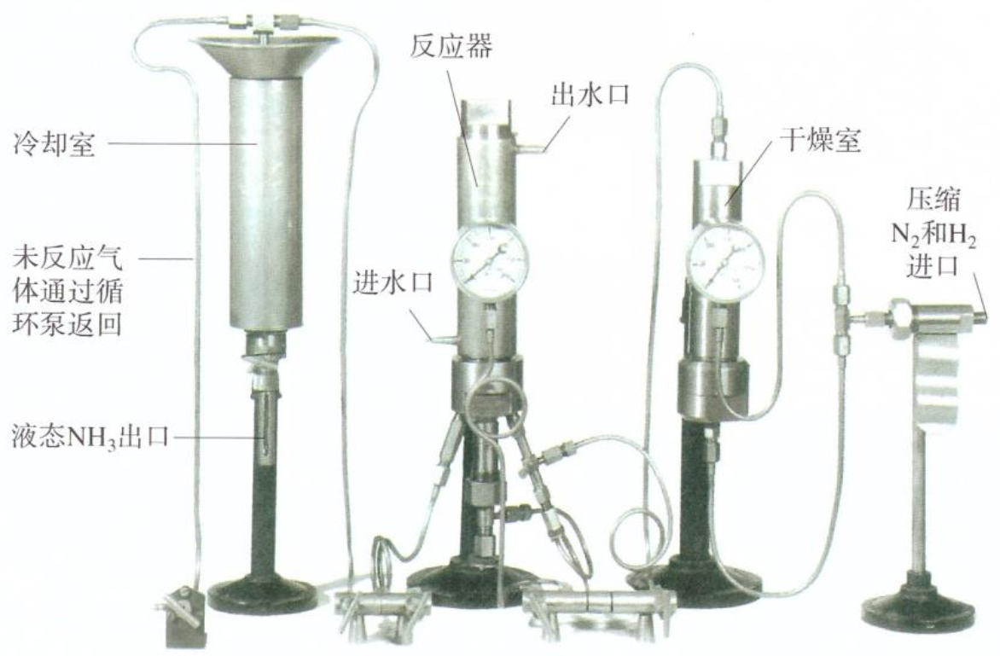 反应器
出水口
冷却室
干燥室
压缩
N₂和H₂
进口
未反应气
体通过循
环泵返回
进水口
液态NH₃出口